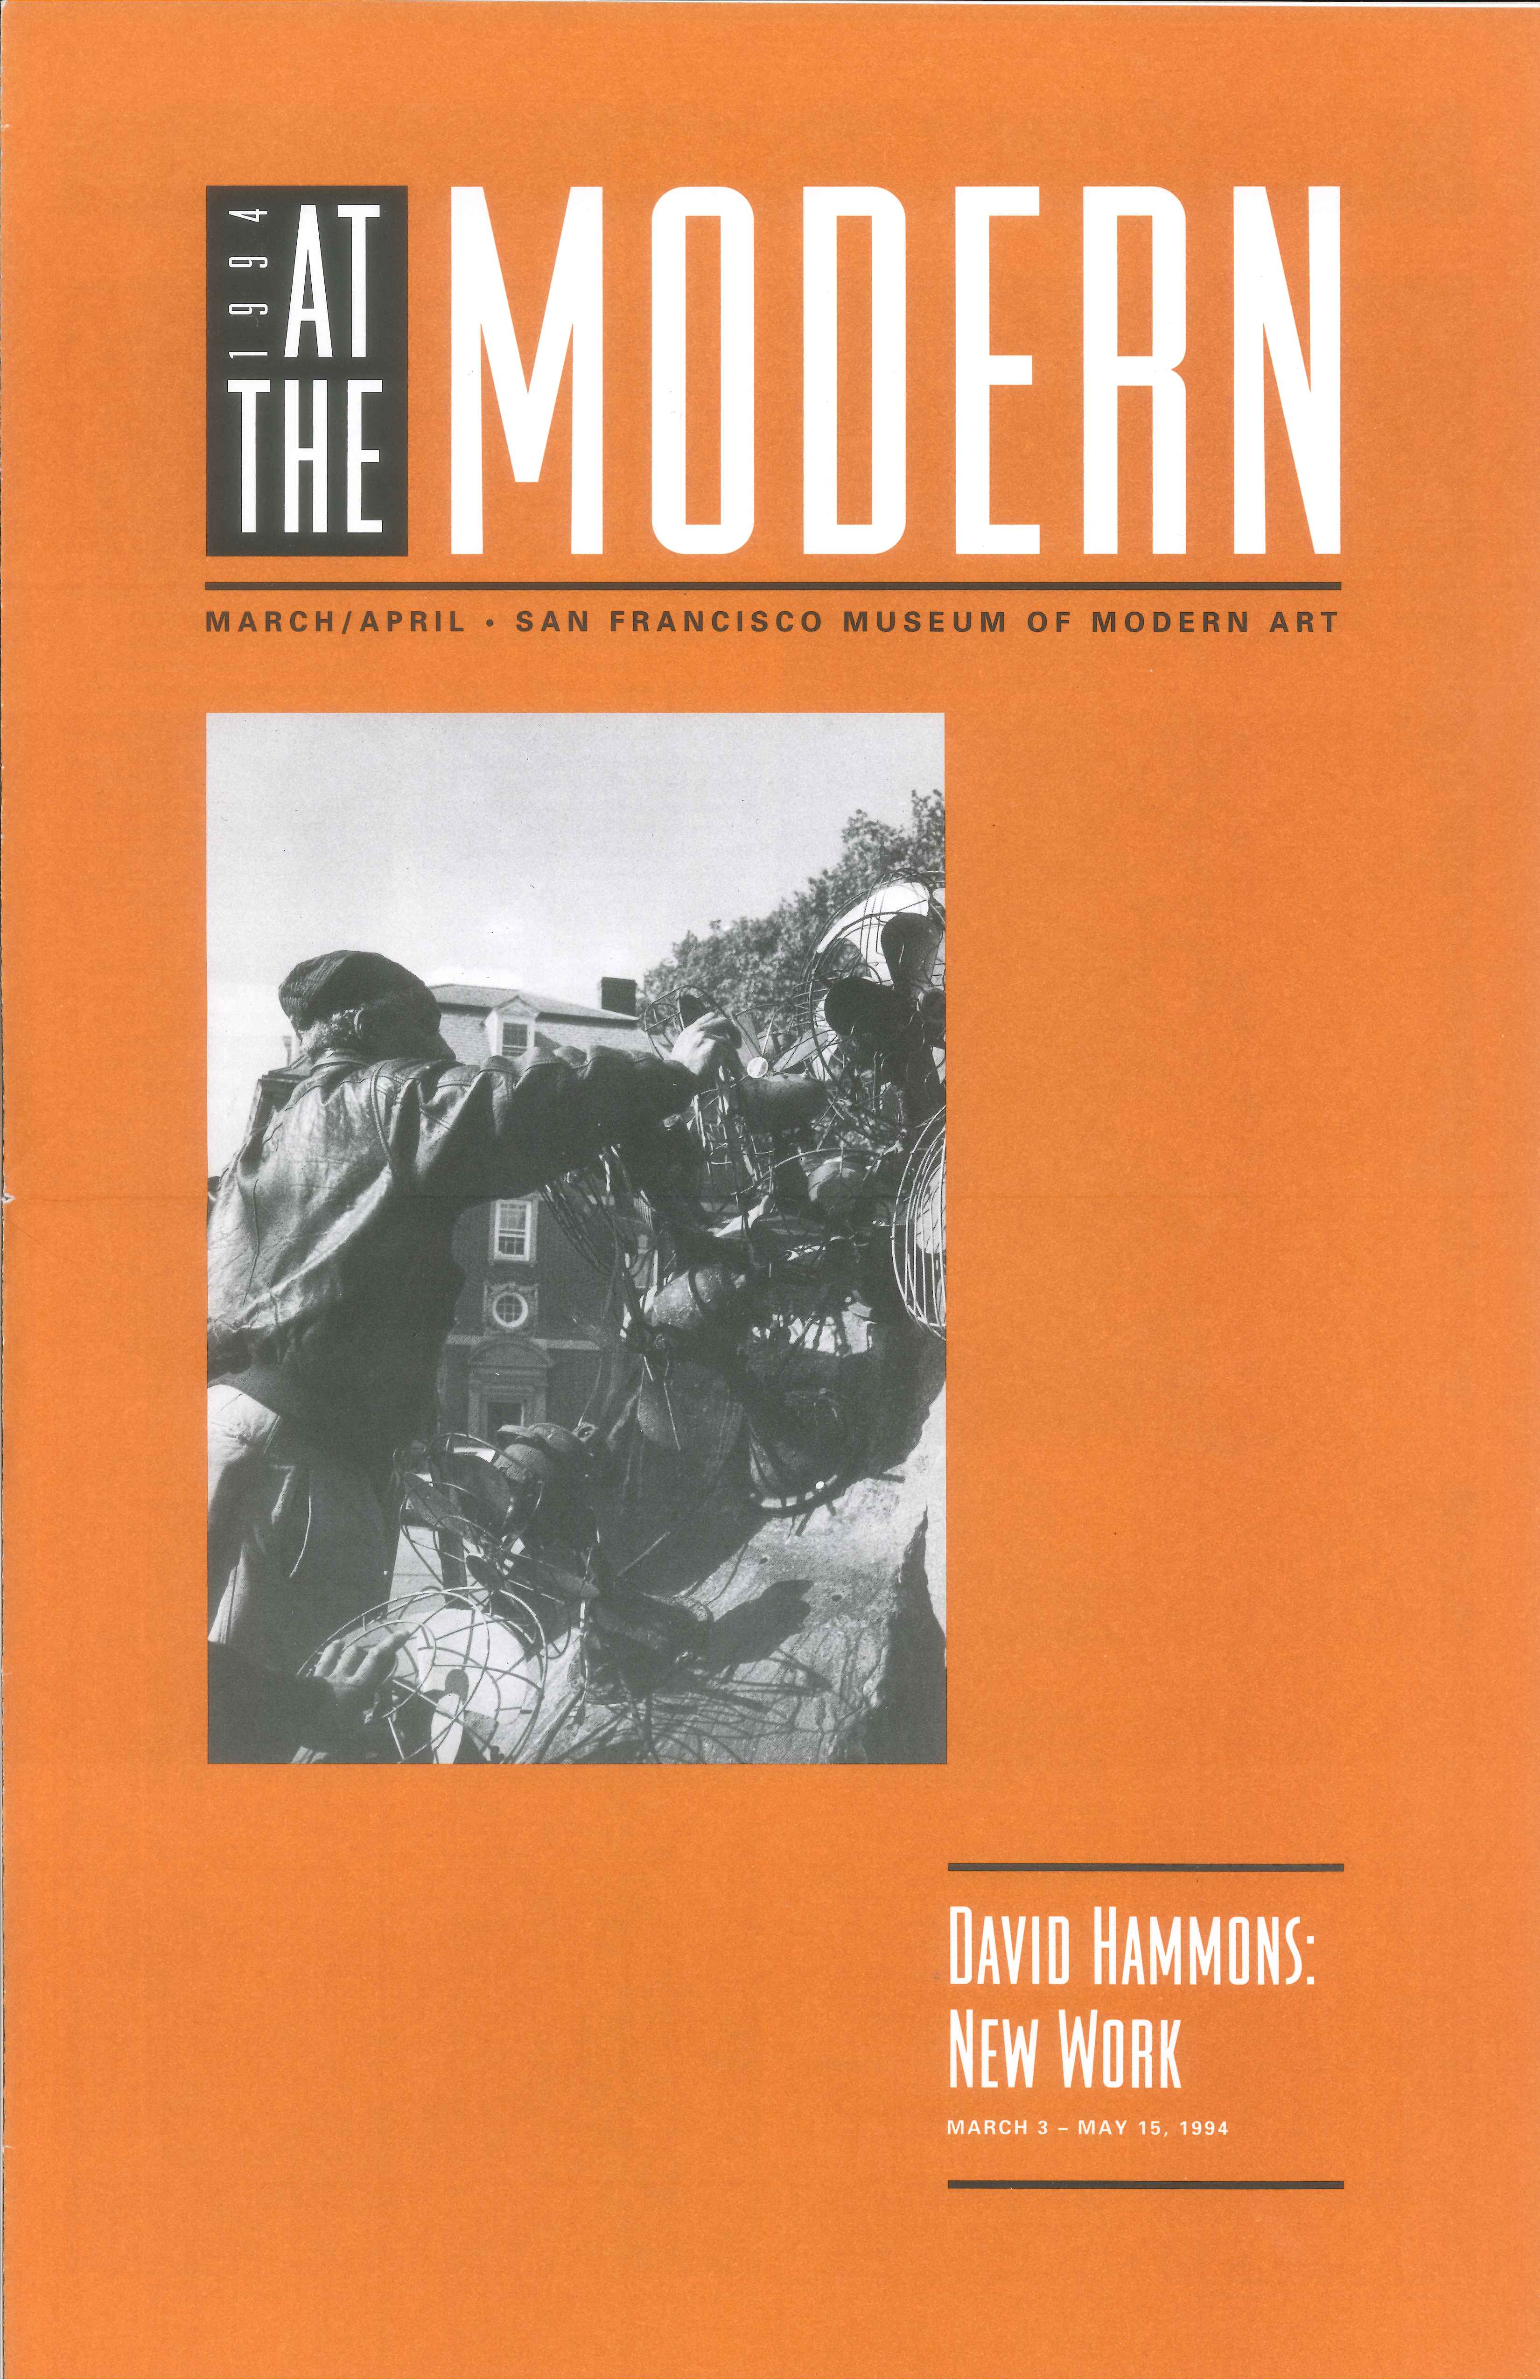 1994
AT
THE
MODERN
MARCH/APRIL • SAN FRANCISCO MUSEUM OF MODERN ART
DAVID HAMMONS:
NEW WORK
MARCH 3 – MAY 15, 1994